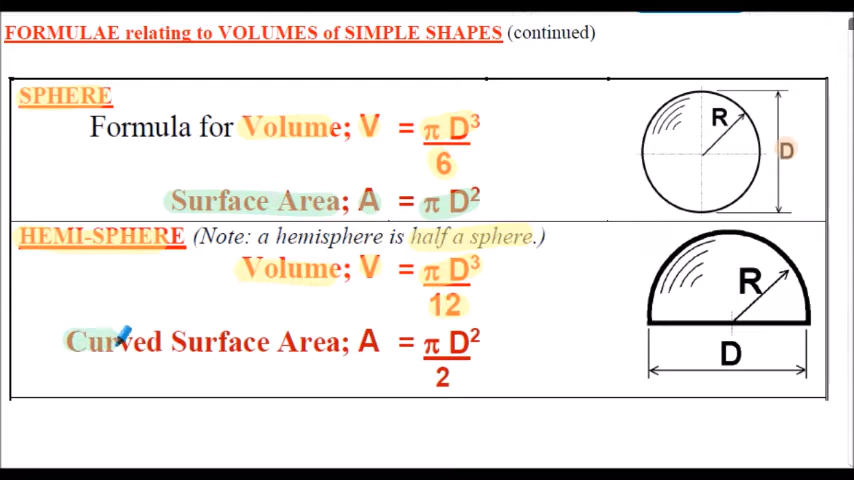 FORMULAE relating to VOLUMES of SIMPLE SHAPES (continued)
SPHERE
Formula for Volume; V = π D³
6
Surface Area; A = π D²
R
D
HEMI-SPHERE (Note: a hemisphere is half a sphere.)
Volume; V = π D³
12
Curved Surface Area; A = π D²
2
R
D